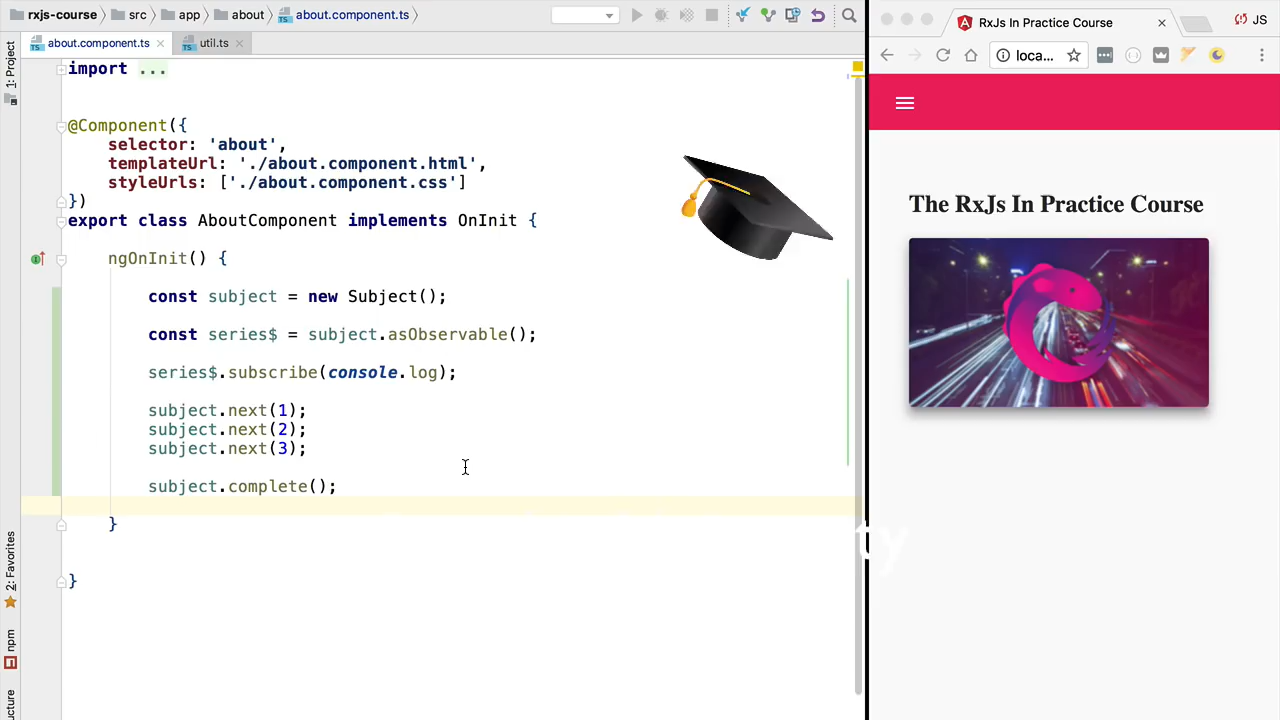 rxjs-course
src
app
about
about.component.ts
JS
RxJs In Practice Course
about.component.ts
util.ts
loca...
1: Project
import ...
@Component({
selector: 'about',
templateUrl: './about.component.html',
styleUrls: ['./about.component.css']
})
export class AboutComponent implements OnInit {
ngOnInit() {
const subject = new Subject();
const series$ = subject.asObservable();
series$.subscribe(console.log);
subject.next(1);
subject.next(2);
subject.next(3);
subject.complete();
}
}
The RxJs In Practice Course
ty
2: Favorites
npm